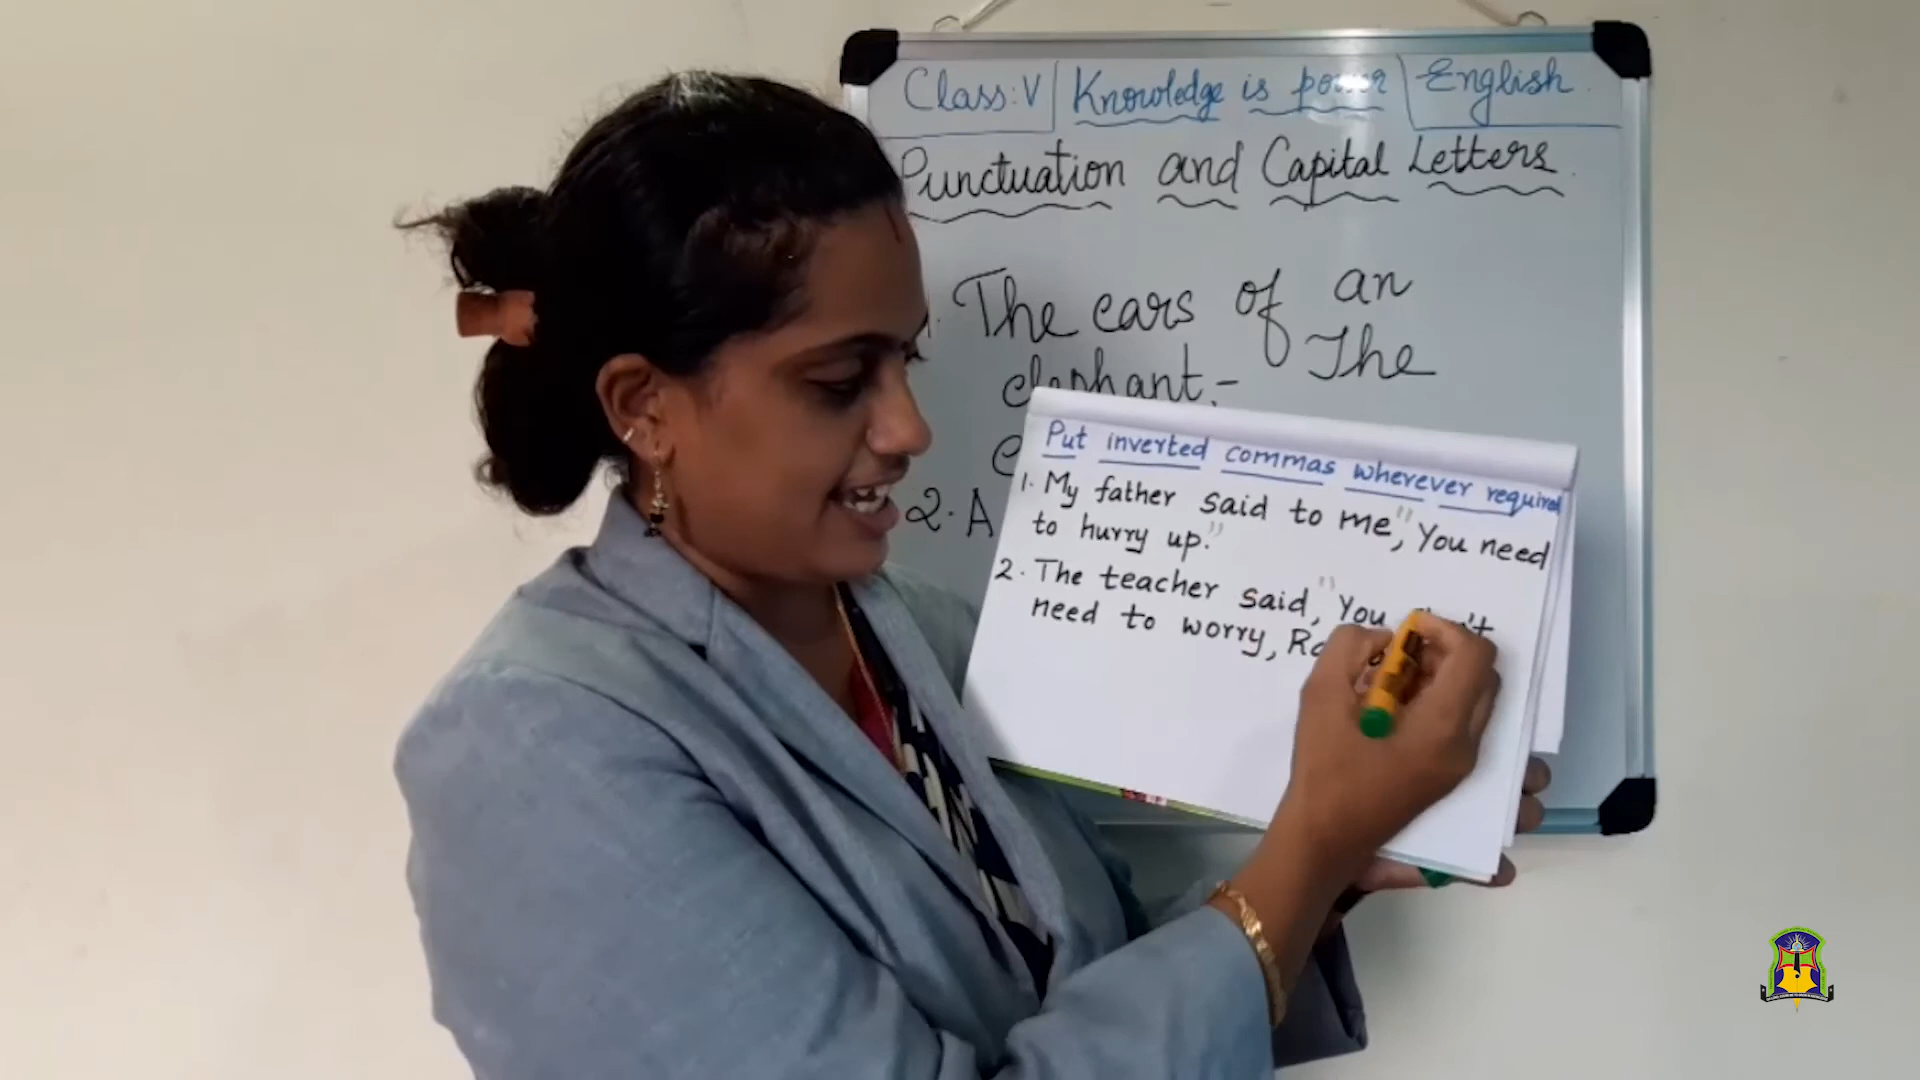 Class:V Knowledge is power English
Punctuation and Capital Letters.
The ears of an
elephant.- The
2. A
Put inverted commas wherever required
1. My father said to me," You need
to hurry up."
2. The teacher said," You
need to worry,